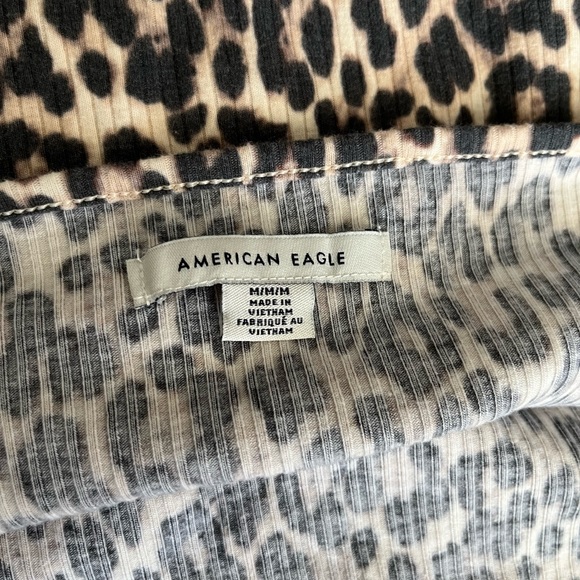 AMERICAN EAGLE
M/M/M
MADE IN
VIETNAM
FABRIQUÉ AU
VIETNAM